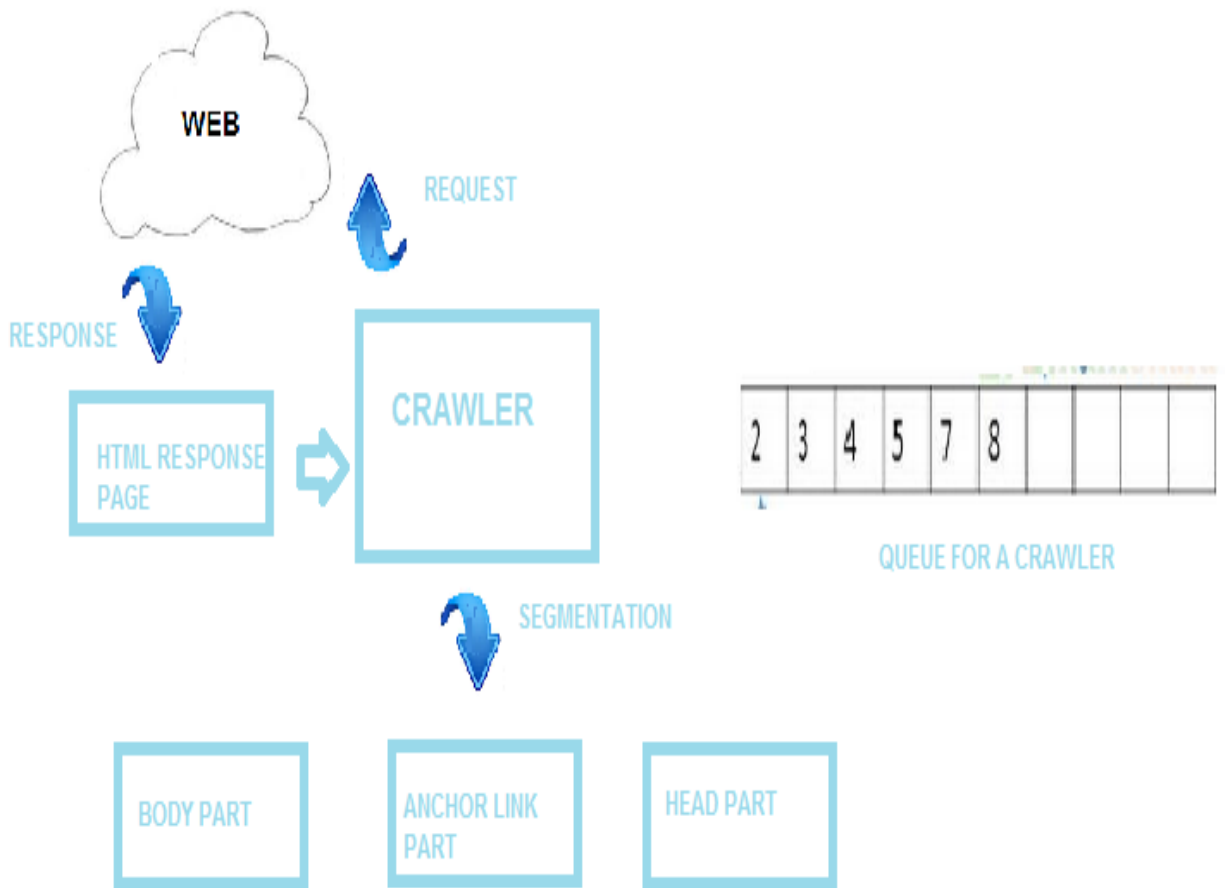 WEB
REQUEST
RESPONSE
HTML RESPONSE
PAGE
CRAWLER
2 3 4 5 7 8
QUEUE FOR A CRAWLER
SEGMENTATION
BODY PART
ANCHOR LINK
PART
HEAD PART